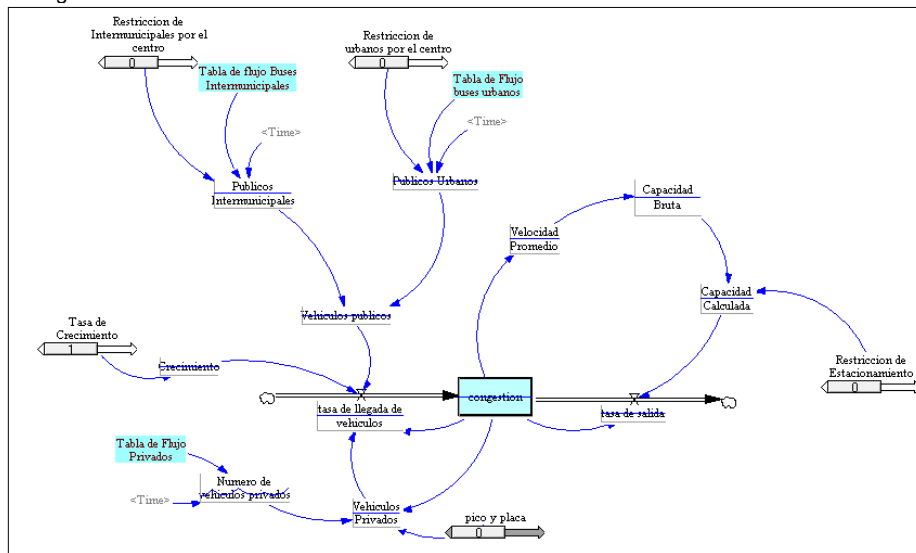 Restriccion de
Intermunicipales por el
centro
0
Restriccion de
urbanos por el centro
0
Tabla de flujo Buses
Intermunicipales
Tabla de Flujo
buses urbanos
<Time>
<Time>
Publicos
Intermunicipales
Publicos Urbanos
Capacidad
Bruta
Velocidad
Promedio
Capacidad
Calculada
Vehiculos publicos
Tasa de
Crecimiento
1
Crecimiento
Restriccion de
Estacionamiento
0
congestion
tasa de llegada de
vehiculos
tasa de salida
Tabla de Flujo
Privados
<Time>
Numero de
vehiculos privados
Vehiculos
Privados
pico y placa
0